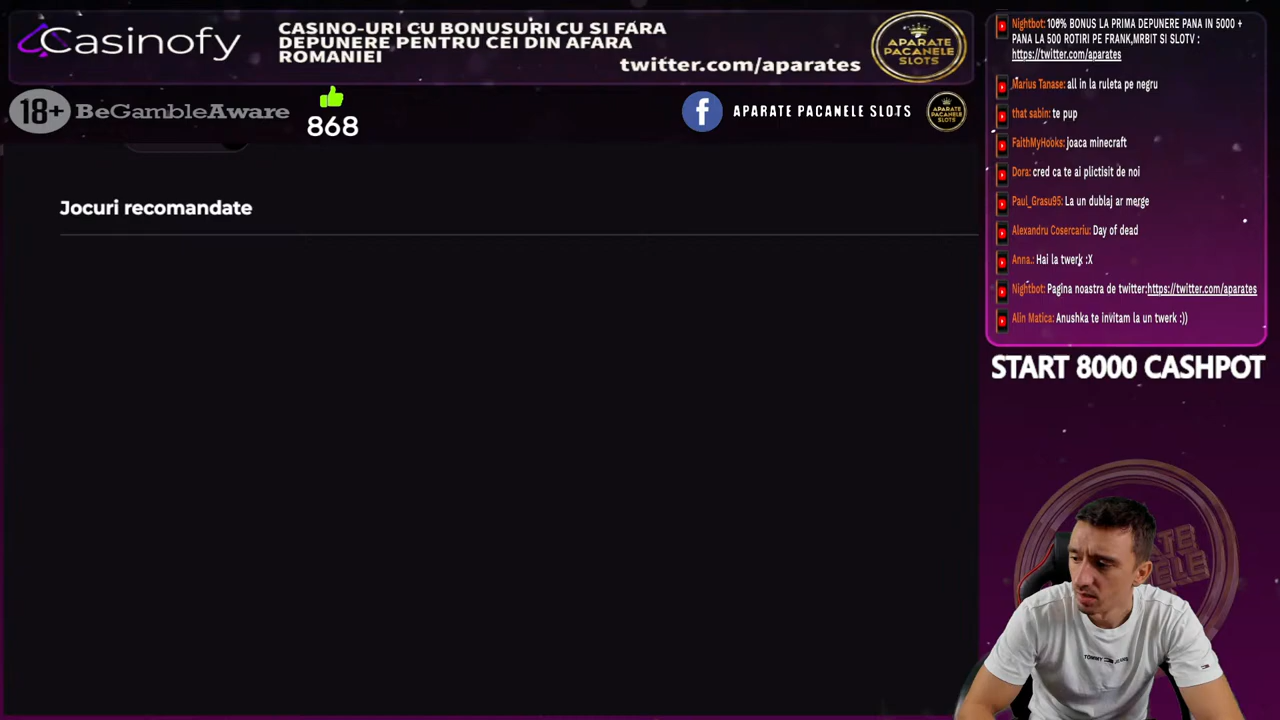 Casinofy
CASINO-URI CU BONUSURI CU SI FARA
DEPUNERE PENTRU CEI DIN AFARA
ROMANIEI
twitter.com/aparates
APARATE
PACANELE
SLOTS
18+ BeGambleAware
868
APARATE PACANELE SLOTS
APARATE
PACANELE
SLOTS
Jocuri recomandate
Nightbot: 100% BONUS LA PRIMA DEPUNERE PANA IN 5000 +
PANA LA 500 ROTIRI PE FRANK,MRBIT SI SLOTV :
https://twitter.com/aparates
Marius Tanase: all in la ruleta pe negru
that sabin: te pup
FaithMyHooks: joaca minecraft
Dora: cred ca te ai plictisit de noi
Paul_Grasu95: La un dublaj ar merge
Alexandru Cosercariu: Day of dead
Anna.: Hai la twerk :X
Nightbot: Pagina noastra de twitter:https://twitter.com/aparates
Alin Matica: Anushka te invitam la un twerk :))
START 8000 CASHPOT
TOMMY JEANS